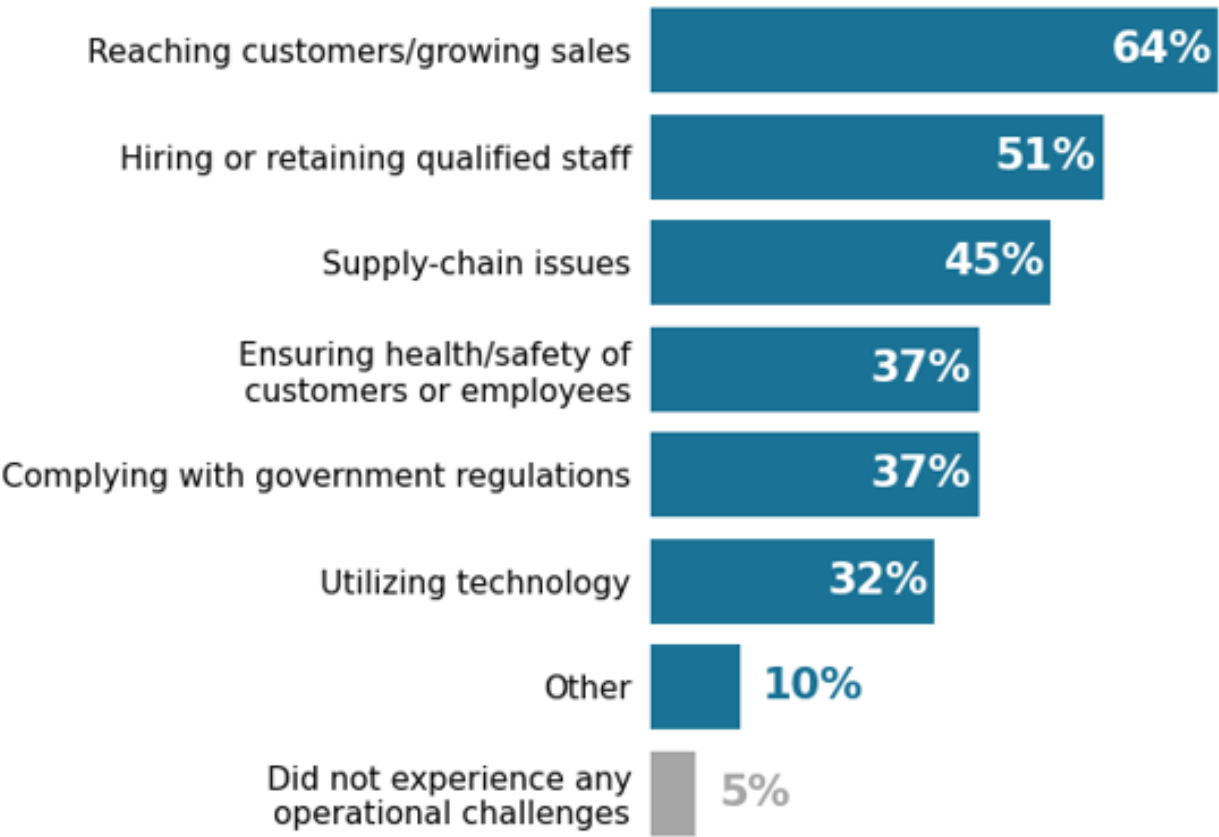 Reaching customers/growing sales 64%
Hiring or retaining qualified staff 51%
Supply-chain issues 45%
Ensuring health/safety of
customers or employees 37%
Complying with government regulations 37%
Utilizing technology 32%
Other 10%
Did not experience any
operational challenges 5%